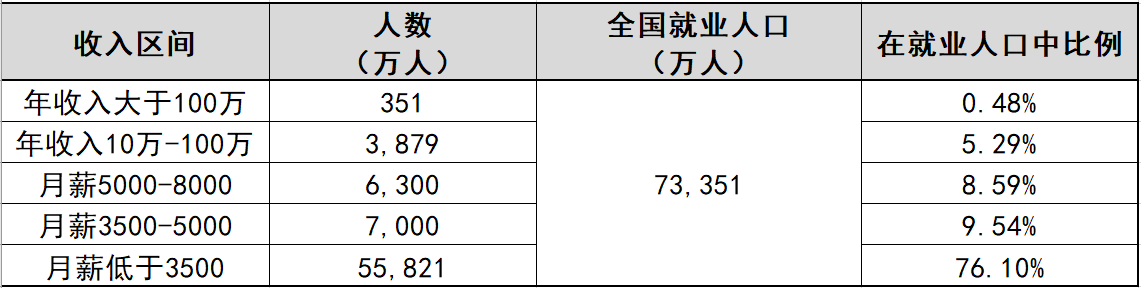 收入区间 人数 全国就业人口 在就业人口中比例
（万人） （万人）
年收入大于100万 351 0.48%
年收入10万-100万 3,879 5.29%
月薪5000-8000 6,300 73,351 8.59%
月薪3500-5000 7,000 9.54%
月薪低于3500 55,821 76.10%